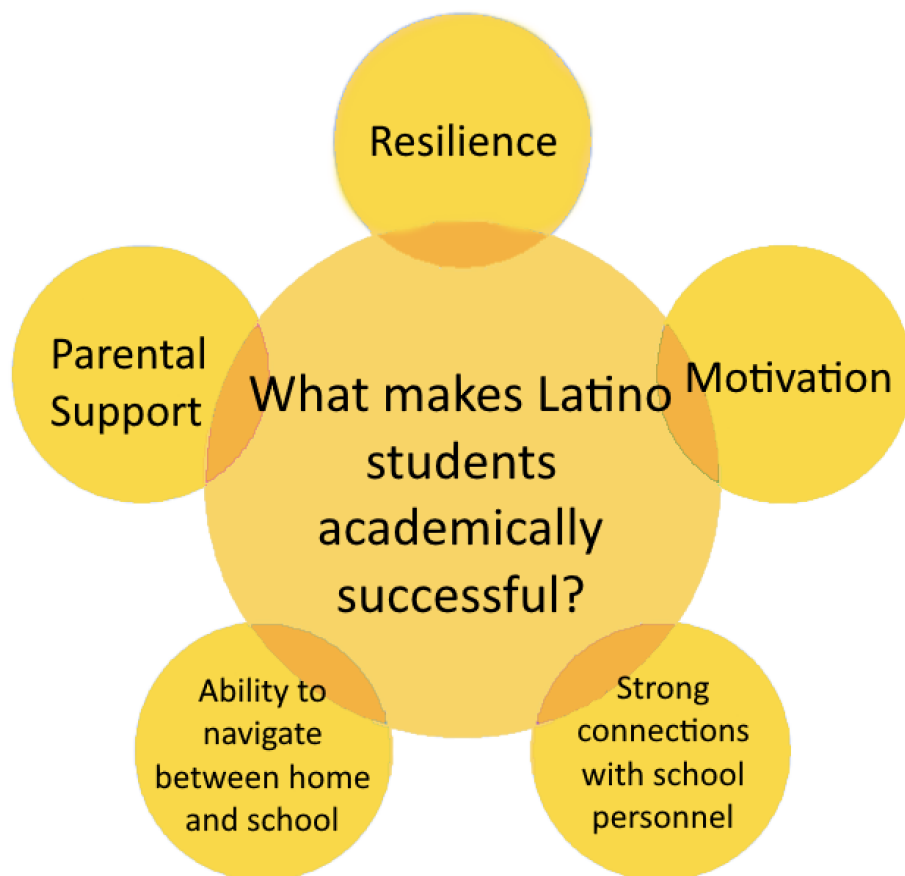 Resilience
Parental
Support
What makes Latino
students
academically
successful?
Motivation
Ability to
navigate
between home
and school
Strong
connections
with school
personnel